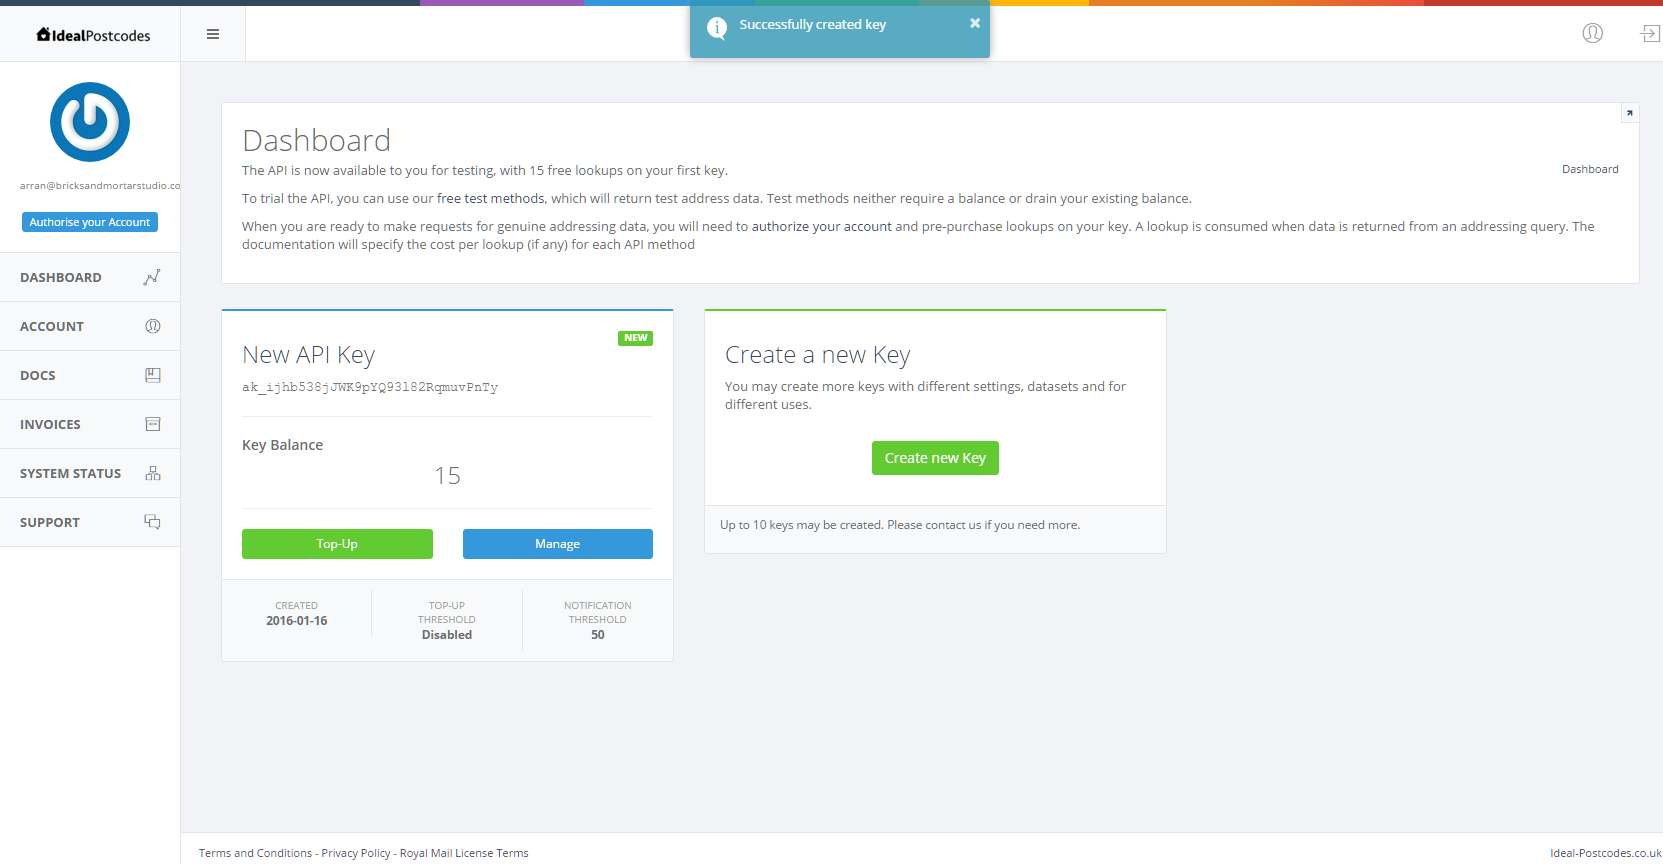 Successfully created key
IdealPostcodes
arran@bricksandmortarstudio.co
Authorise your Account
DASHBOARD
ACCOUNT
DOCS
INVOICES
SYSTEM STATUS
SUPPORT
Dashboard
The API is now available to you for testing, with 15 free lookups on your first key.
Dashboard
To trial the API, you can use our free test methods, which will return test address data. Test methods neither require a balance or drain your existing balance.
When you are ready to make requests for genuine addressing data, you will need to authorize your account and pre-purchase lookups on your key. A lookup is consumed when data is returned from an addressing query. The
documentation will specify the cost per lookup (if any) for each API method
NEW
New API Key
ak_ijhb538jJWK9pYQ93l82RqmuvPnTy
Key Balance
15
Top-Up
Manage
CREATED
2016-01-16
TOP-UP
THRESHOLD
Disabled
NOTIFICATION
THRESHOLD
50
Create a new Key
You may create more keys with different settings, datasets and for
different uses.
Create new Key
Up to 10 keys may be created. Please contact us if you need more.
Terms and Conditions - Privacy Policy - Royal Mail License Terms
Ideal-Postcodes.co.uk